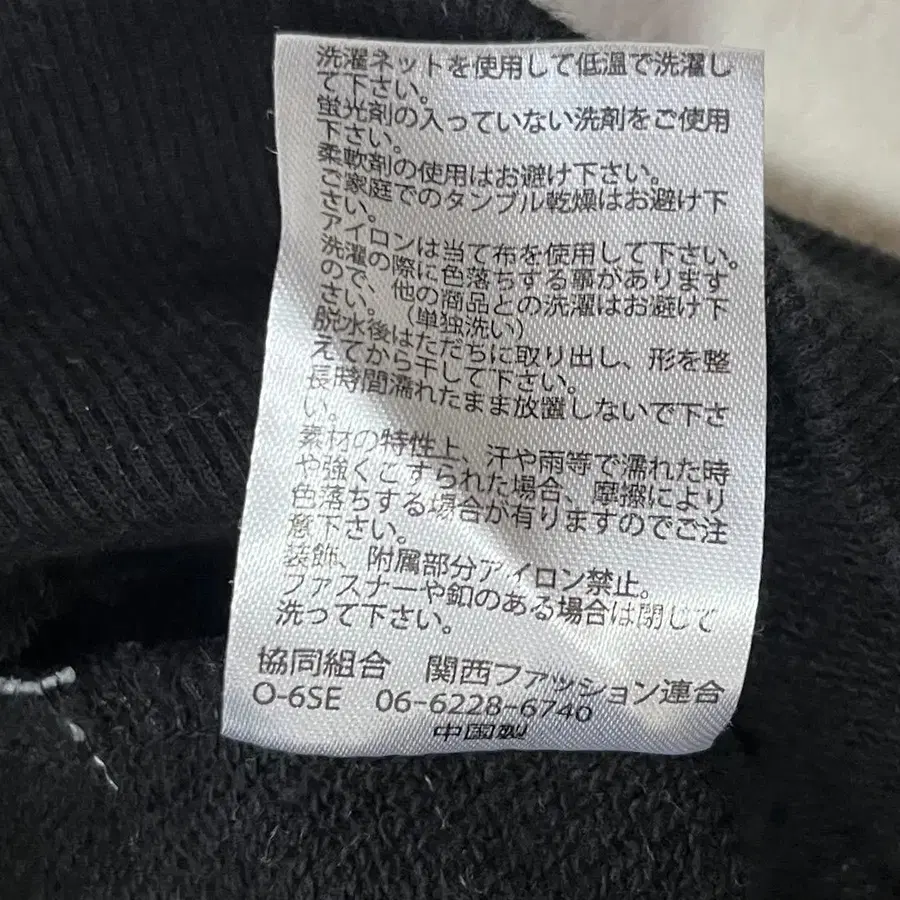 洗濯ネットを使用して低温で洗濯し
て下さい。
蛍光剤の入っていない洗剤をご使用
下さい。
柔軟剤の使用はお避け下さい。
ご家庭でのタンブル乾燥はお避け下
さい。
アイロンは当て布を使用して下さい。
洗濯の際に色落ちする事があります
ので、他の商品との洗濯はお避け下
さい。(単独洗い)
脱水後はただちに取り出し、形を整
えてから干して下さい。
長時間濡れたまま放置しないで下さ
い。
素材の特性上、汗や雨等で濡れた時
や強くこすられた場合、摩擦により
色落ちする場合が有りますのでご注
意下さい。
装飾、附属部分アイロン禁止。
ファスナーや釦のある場合は閉じて
洗って下さい。
協同組合 関西ファッション連合
O-6SE 06-6228-6740
中国製